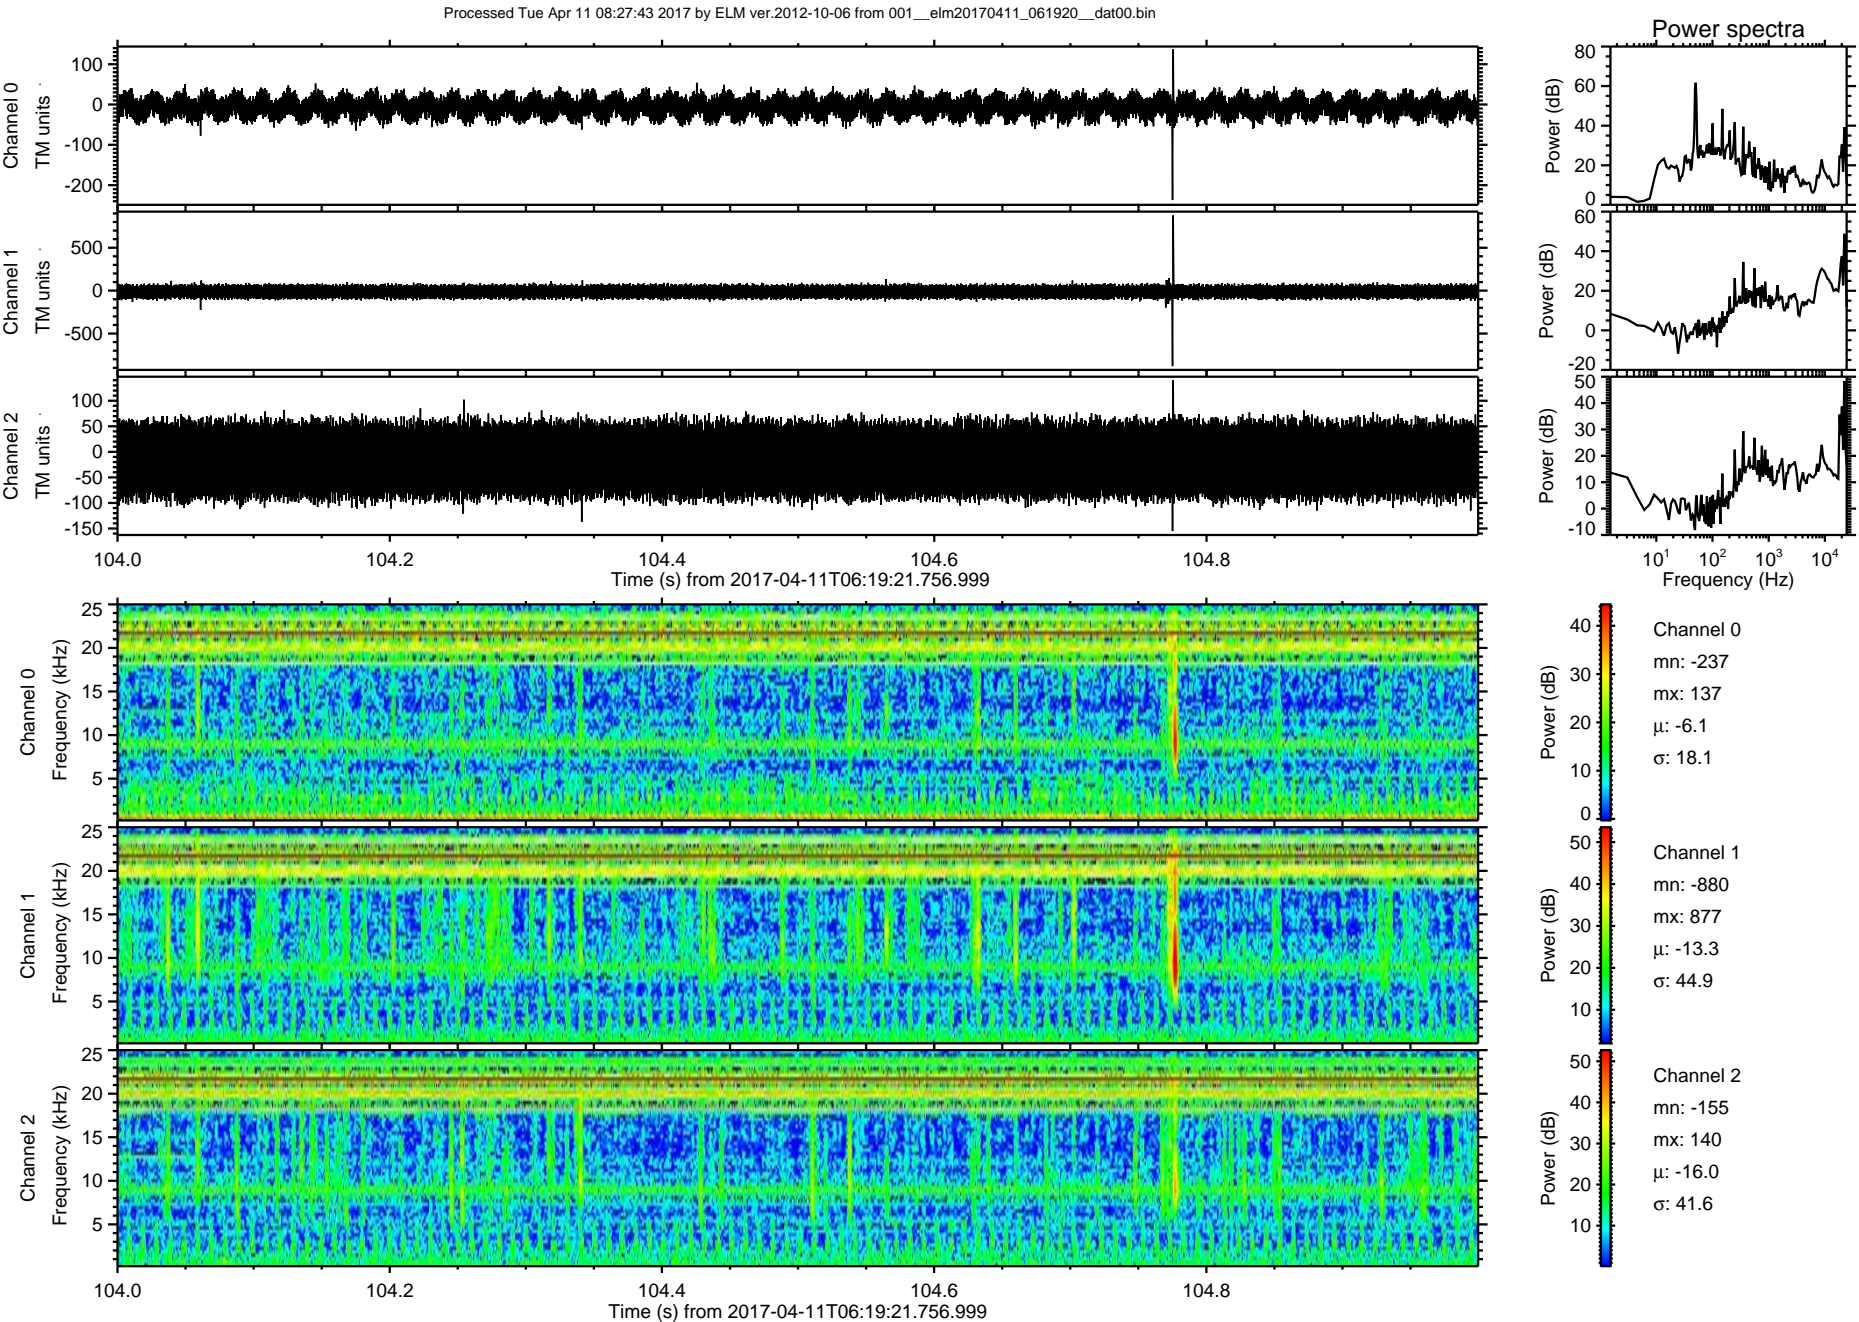 Processed Tue Apr 11 08:27:43 2017 by ELM ver.2012-10-06 from 001__elm20170411_061920__dat00.bin
Power spectra
Channel 0
TM units
100
0
-100
-200
Power (dB)
80
60
40
20
0
Channel 1
TM units
500
0
-500
Power (dB)
60
40
20
0
-20
Channel 2
TM units
100
50
0
-50
-100
-150
Power (dB)
50
40
30
20
10
0
-10
104.0 104.2 104.4 104.6 104.8
Time (s) from 2017-04-11T06:19:21.756.999
10^1 10^2 10^3 10^4
Frequency (Hz)
Channel 0
Frequency (kHz)
25
20
15
10
5
Power (dB)
40
30
20
10
0
Channel 0
mn: -237
mx: 137
μ: -6.1
σ: 18.1
Channel 1
Frequency (kHz)
25
20
15
10
5
Power (dB)
50
40
30
20
10
Channel 1
mn: -880
mx: 877
μ: -13.3
σ: 44.9
Channel 2
Frequency (kHz)
25
20
15
10
5
Power (dB)
50
40
30
20
10
Channel 2
mn: -155
mx: 140
μ: -16.0
σ: 41.6
104.0 104.2 104.4 104.6 104.8
Time (s) from 2017-04-11T06:19:21.756.999